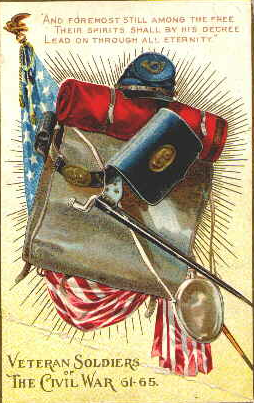 "AND FOREMOST STILL AMONG THE FREE
THEIR SPIRITS SHALL BY HIS DECREE
LEAD ON THROUGH ALL ETERNITY."
VETERAN SOLDIERS
OF
THE CIVIL WAR 61-65.